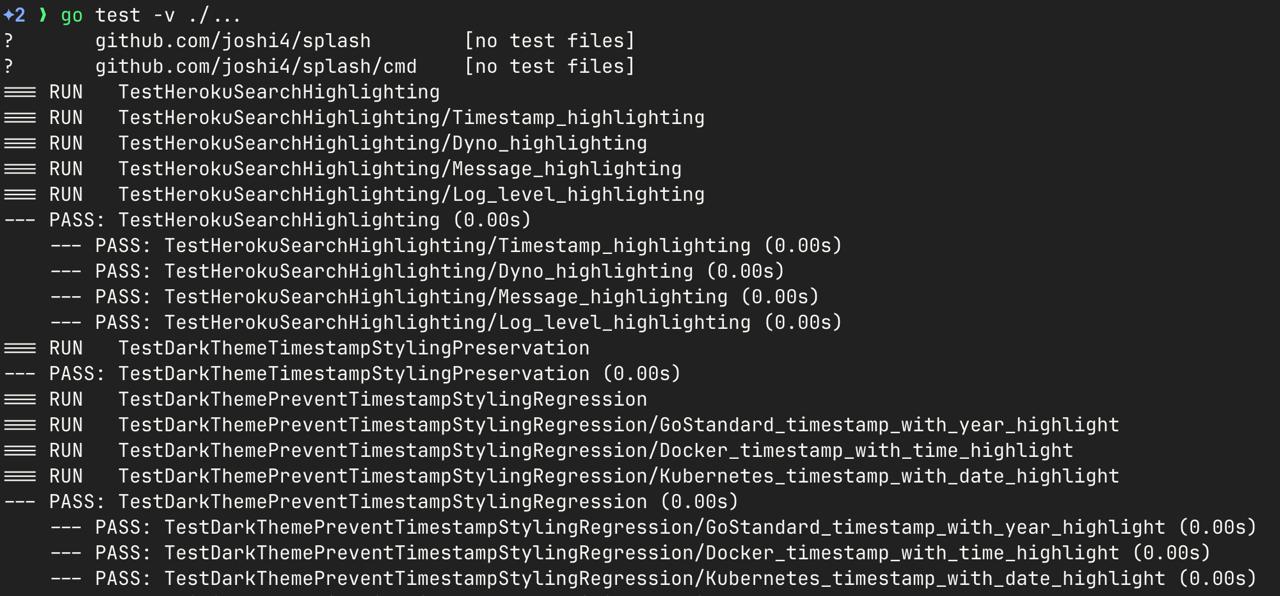 ✦2 ❯ go test -v ./...
?       github.com/joshi4/splash        [no test files]
?       github.com/joshi4/splash/cmd    [no test files]
=== RUN   TestHerokuSearchHighlighting
=== RUN   TestHerokuSearchHighlighting/Timestamp_highlighting
=== RUN   TestHerokuSearchHighlighting/Dyno_highlighting
=== RUN   TestHerokuSearchHighlighting/Message_highlighting
=== RUN   TestHerokuSearchHighlighting/Log_level_highlighting
--- PASS: TestHerokuSearchHighlighting (0.00s)
    --- PASS: TestHerokuSearchHighlighting/Timestamp_highlighting (0.00s)
    --- PASS: TestHerokuSearchHighlighting/Dyno_highlighting (0.00s)
    --- PASS: TestHerokuSearchHighlighting/Message_highlighting (0.00s)
    --- PASS: TestHerokuSearchHighlighting/Log_level_highlighting (0.00s)
=== RUN   TestDarkThemeTimestampStylingPreservation
--- PASS: TestDarkThemeTimestampStylingPreservation (0.00s)
=== RUN   TestDarkThemePreventTimestampStylingRegression
=== RUN   TestDarkThemePreventTimestampStylingRegression/GoStandard_timestamp_with_year_highlight
=== RUN   TestDarkThemePreventTimestampStylingRegression/Docker_timestamp_with_time_highlight
=== RUN   TestDarkThemePreventTimestampStylingRegression/Kubernetes_timestamp_with_date_highlight
--- PASS: TestDarkThemePreventTimestampStylingRegression (0.00s)
    --- PASS: TestDarkThemePreventTimestampStylingRegression/GoStandard_timestamp_with_year_highlight (0.00s)
    --- PASS: TestDarkThemePreventTimestampStylingRegression/Docker_timestamp_with_time_highlight (0.00s)
    --- PASS: TestDarkThemePreventTimestampStylingRegression/Kubernetes_timestamp_with_date_highlight (0.00s)